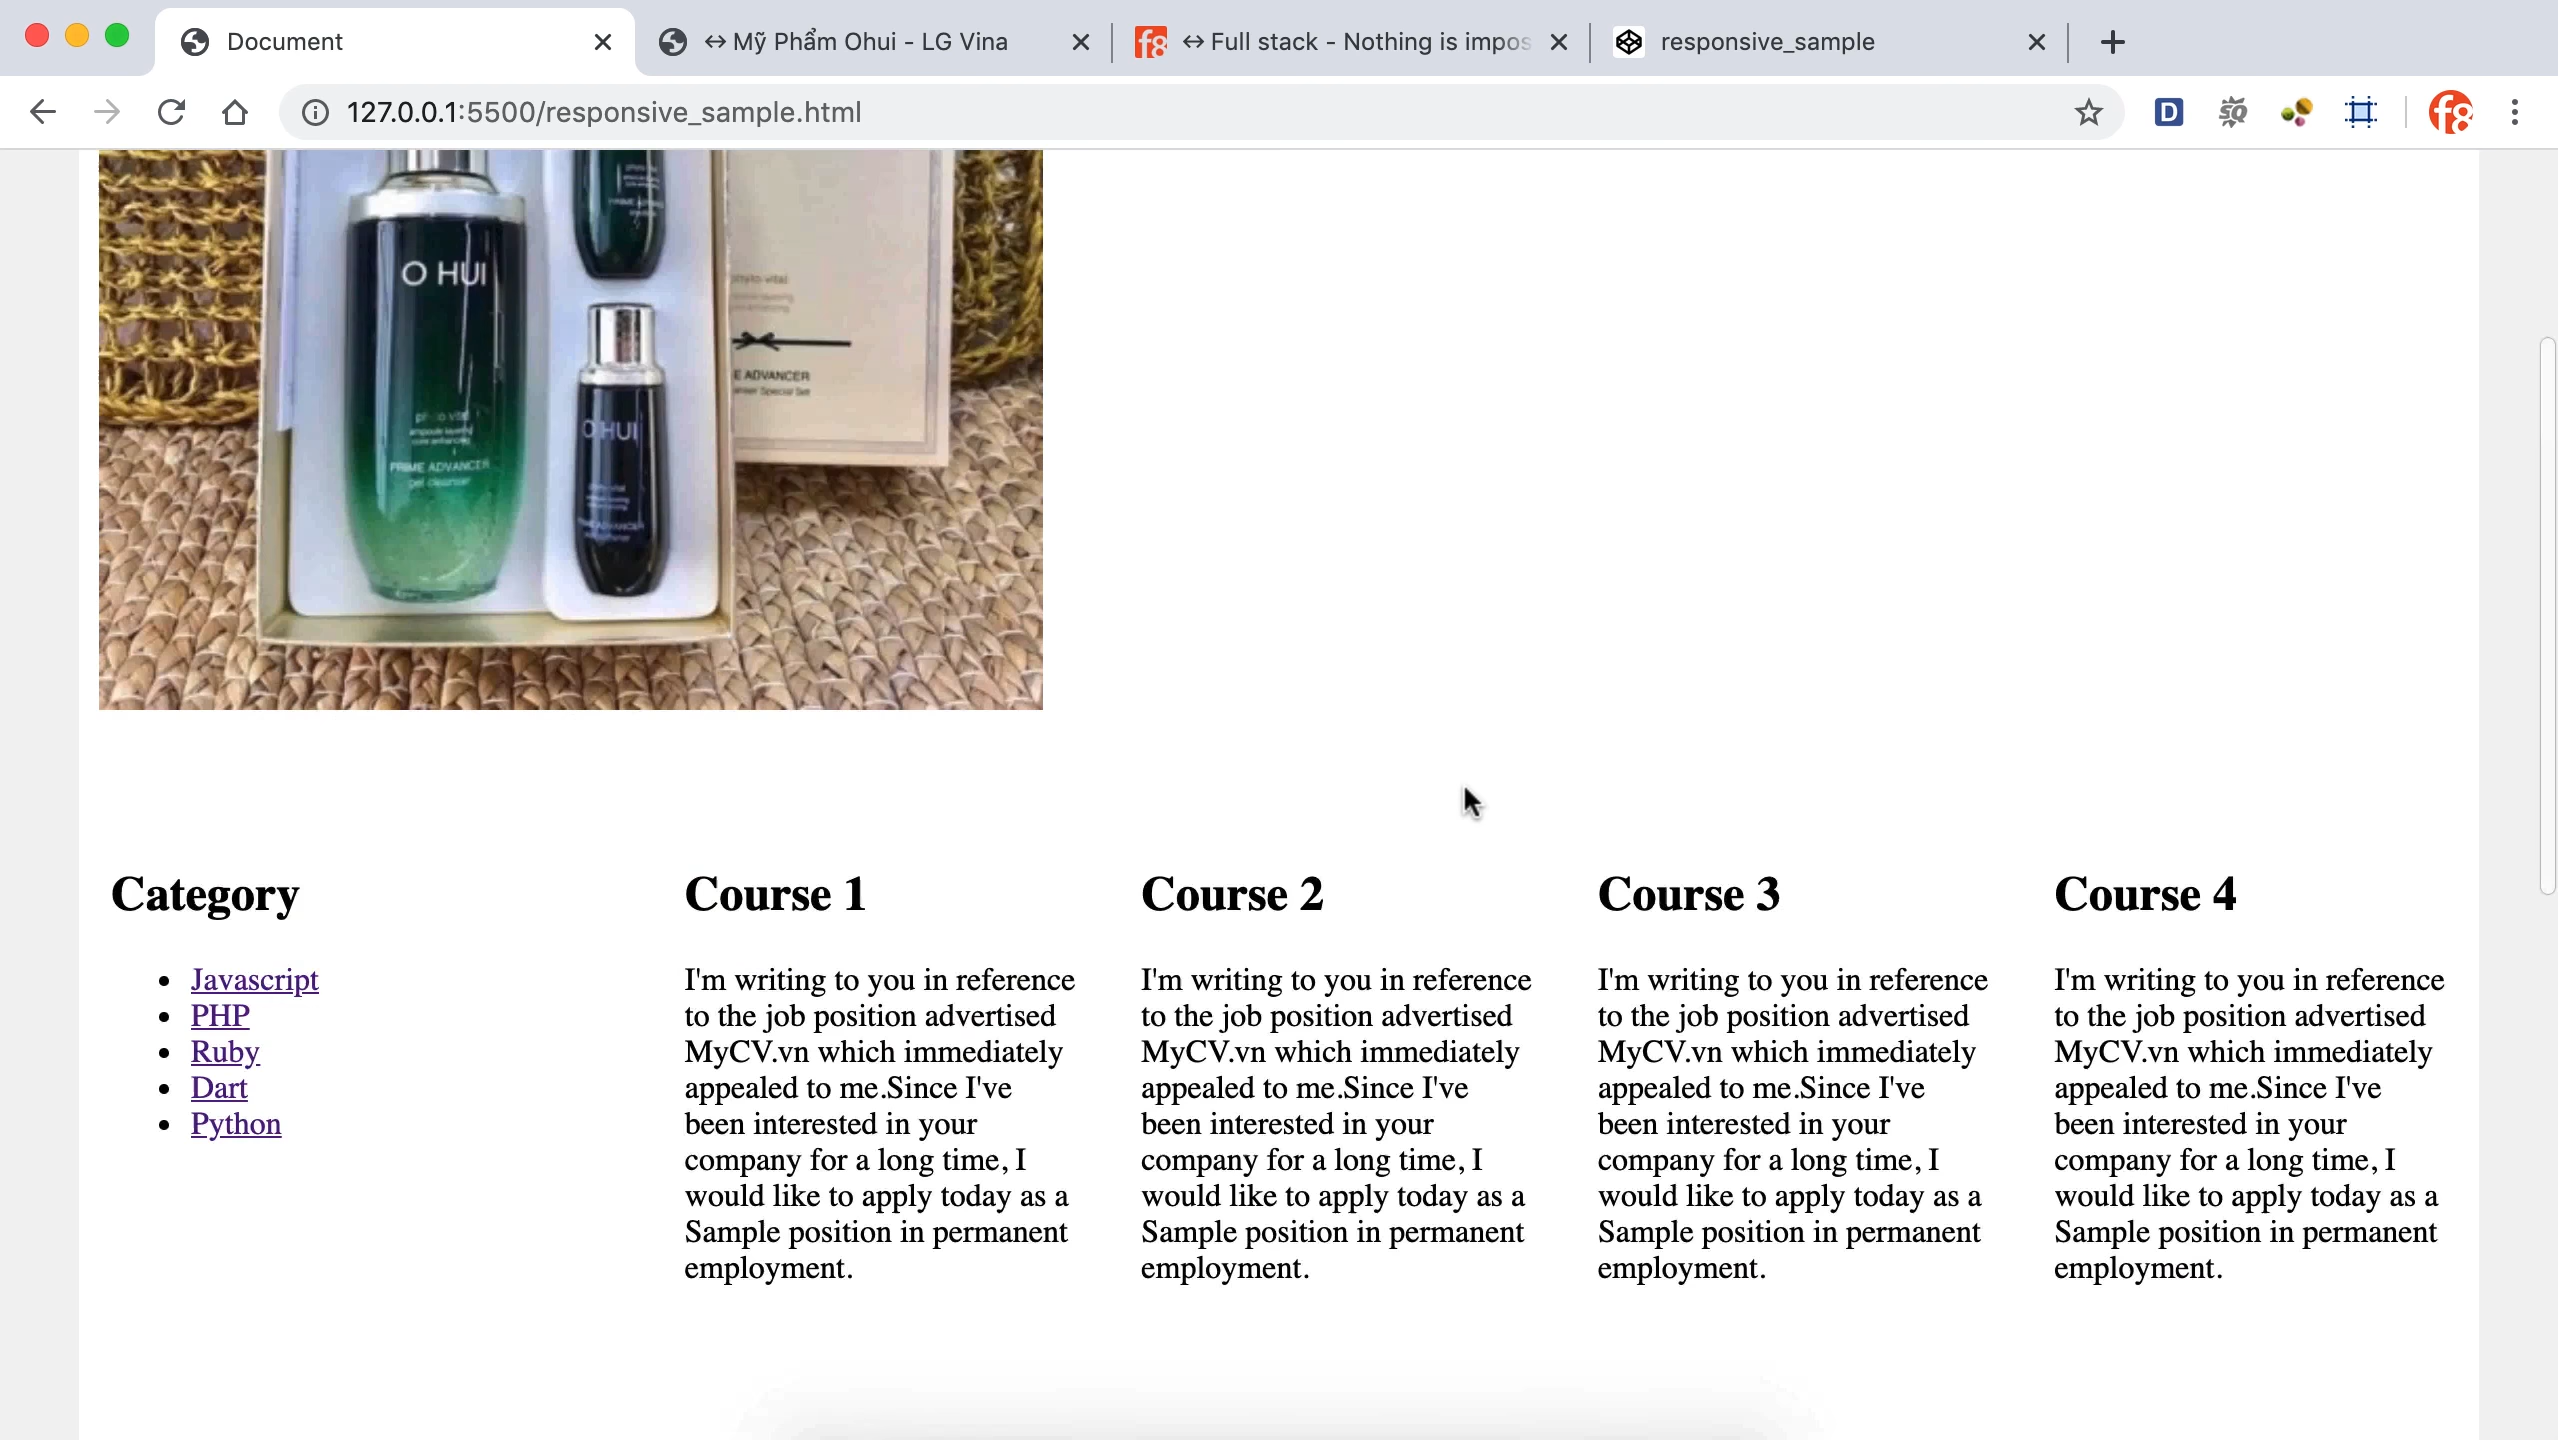 Document
↔ Mỹ Phẩm Ohui - LG Vina
f8 ↔ Full stack - Nothing is impos
responsive_sample
127.0.0.1:5500/responsive_sample.html
D
f8
O HUI
PRIME ADVANCER
gel cleanser
O HUI
phyto vital
E ADVANCER
Special Set
Category
Javascript
PHP
Ruby
Dart
Python
Course 1
I'm writing to you in reference
to the job position advertised
MyCV.vn which immediately
appealed to me.Since I've
been interested in your
company for a long time, I
would like to apply today as a
Sample position in permanent
employment.
Course 2
I'm writing to you in reference
to the job position advertised
MyCV.vn which immediately
appealed to me.Since I've
been interested in your
company for a long time, I
would like to apply today as a
Sample position in permanent
employment.
Course 3
I'm writing to you in reference
to the job position advertised
MyCV.vn which immediately
appealed to me.Since I've
been interested in your
company for a long time, I
would like to apply today as a
Sample position in permanent
employment.
Course 4
I'm writing to you in reference
to the job position advertised
MyCV.vn which immediately
appealed to me.Since I've
been interested in your
company for a long time, I
would like to apply today as a
Sample position in permanent
employment.